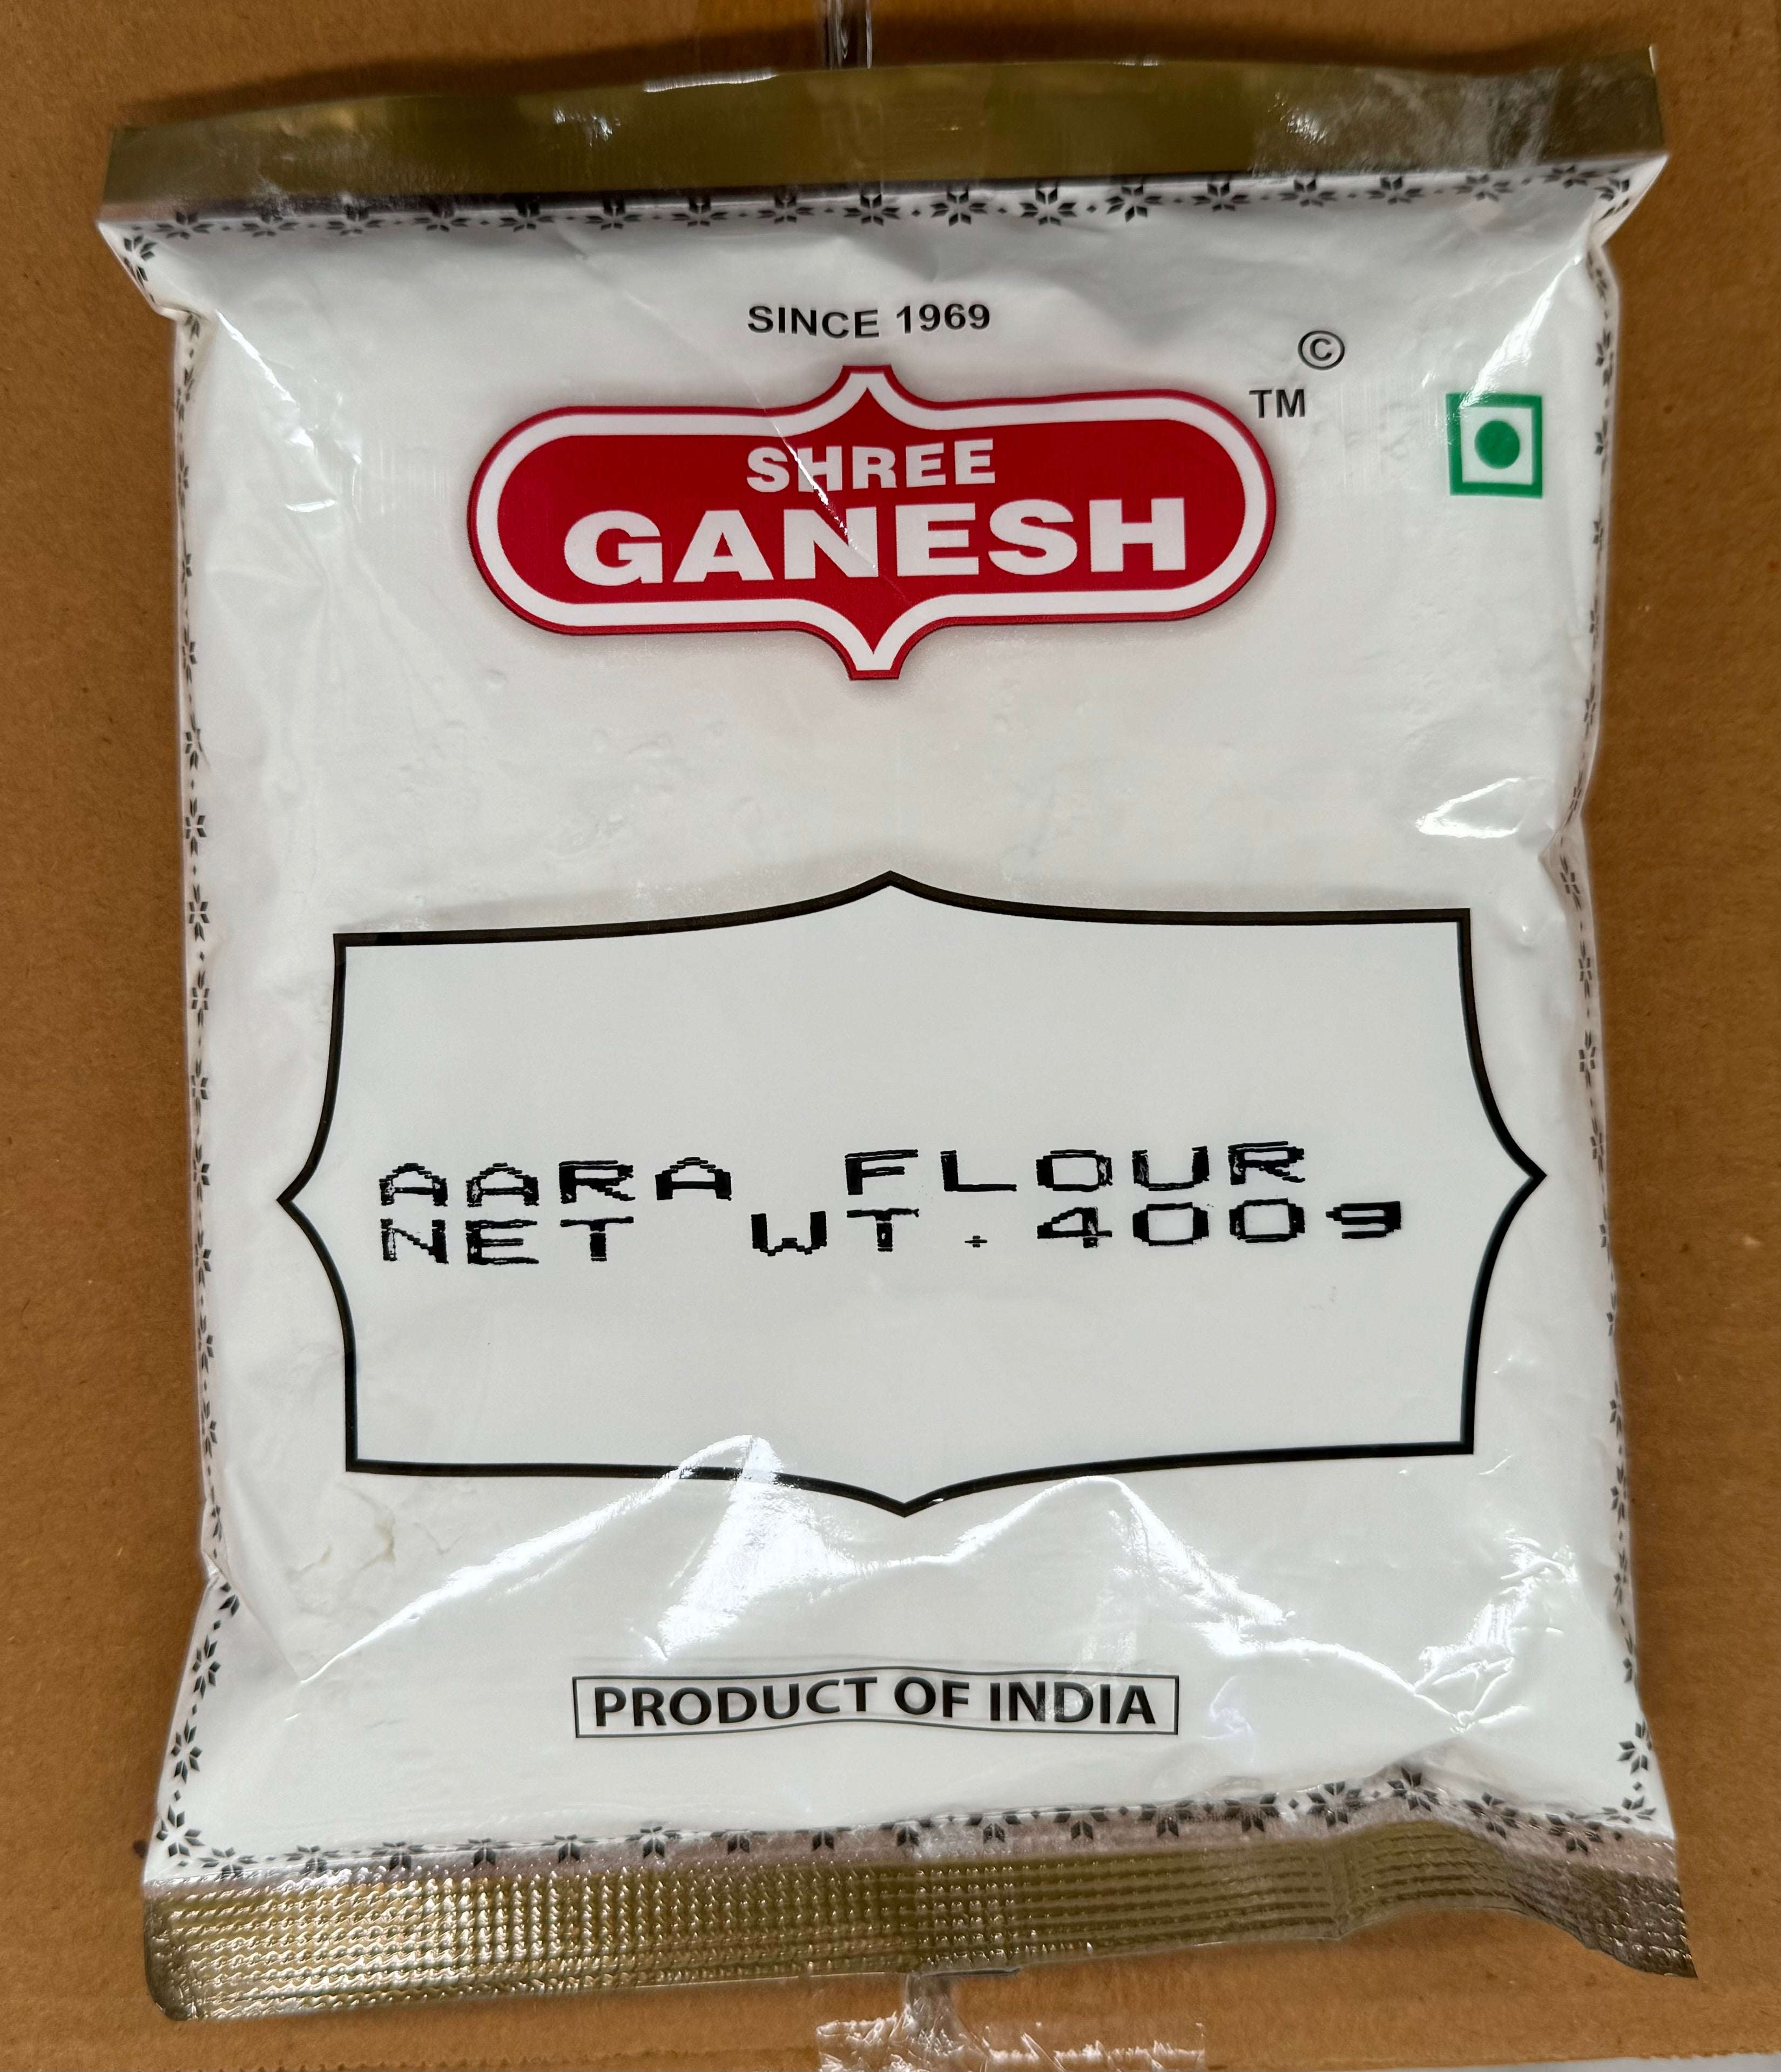 SINCE 1969
©
TM
SHREE
GANESH
AARA FLOUR
NET WT.400g
PRODUCT OF INDIA